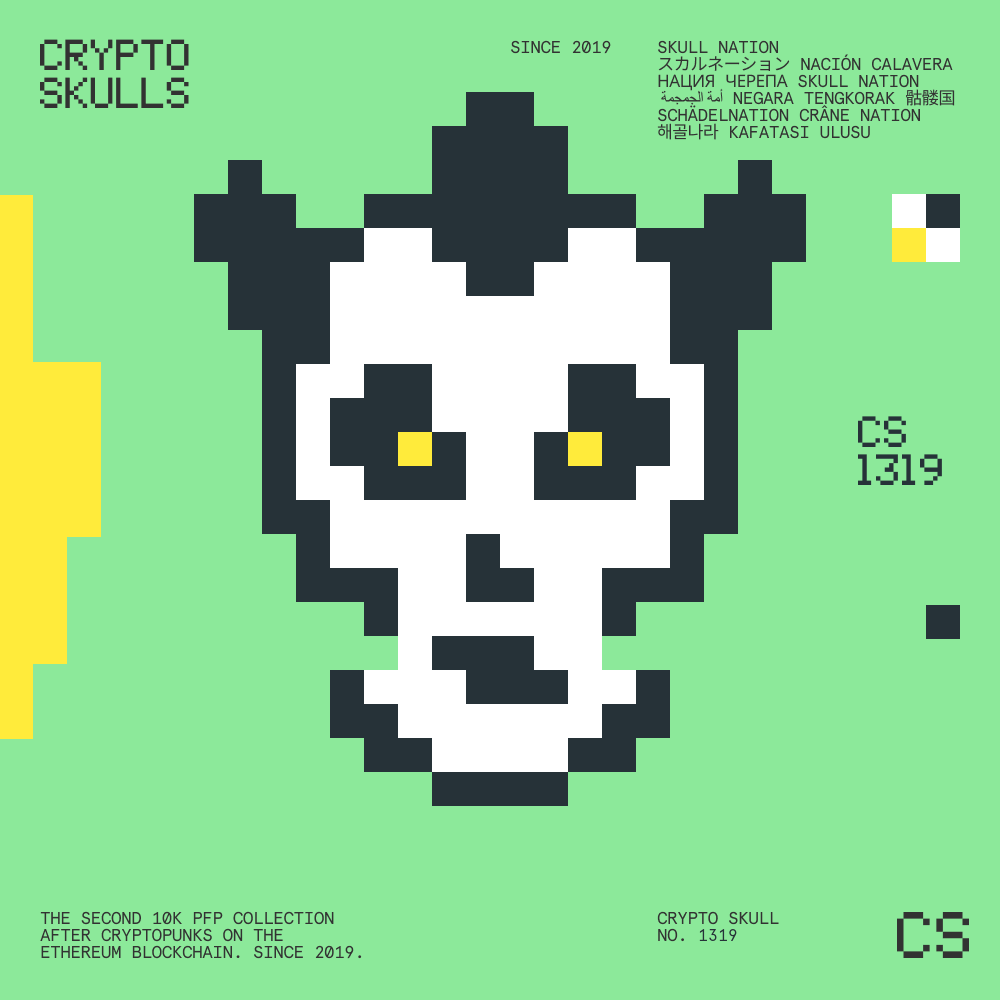 CRYPTO
SKULLS
SINCE 2019
SKULL NATION
スカルネーション NACIÓN CALAVERA
НАЦИЯ ЧЕРЕПА SKULL NATION
أمة الجمجمة NEGARA TENGKORAK 骷髅国
SCHÄDELNATION CRÂNE NATION
해골나라 KAFATASI ULUSU
CS
1319
THE SECOND 10K PFP COLLECTION
AFTER CRYPTOPUNKS ON THE
ETHEREUM BLOCKCHAIN. SINCE 2019.
CRYPTO SKULL
NO. 1319
CS